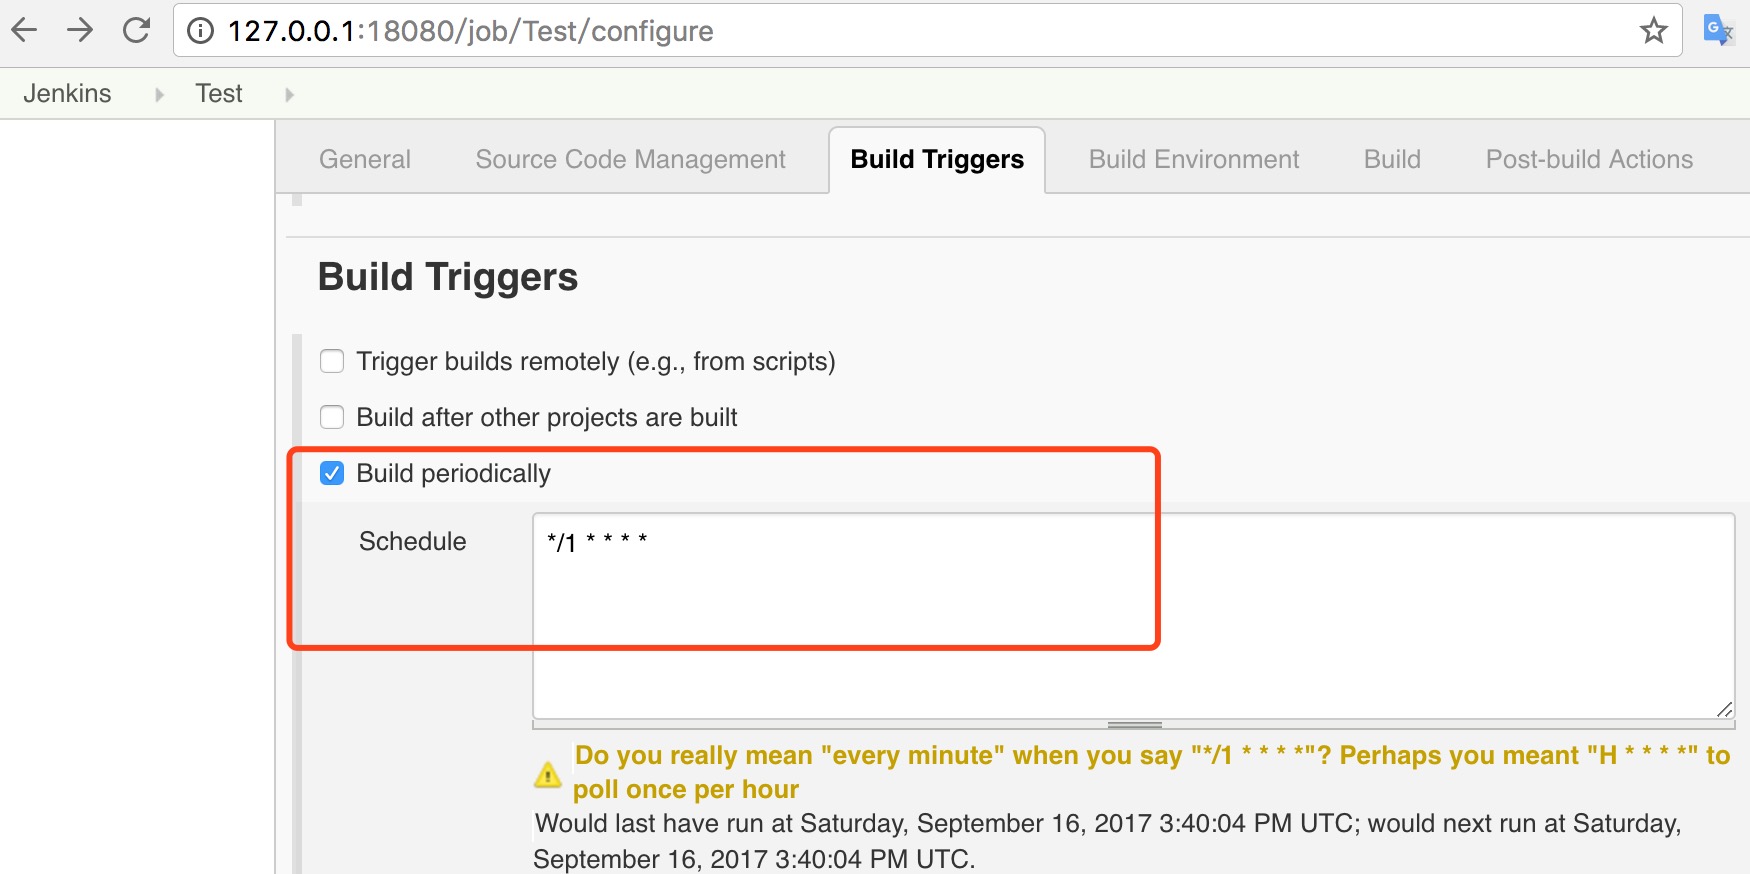 127.0.0.1:18080/job/Test/configure
Jenkins Test
General Source Code Management Build Triggers Build Environment Build Post-build Actions
Build Triggers
Trigger builds remotely (e.g., from scripts)
Build after other projects are built
Build periodically
Schedule */1 * * * *
Do you really mean "every minute" when you say "*/1 * * * *"? Perhaps you meant "H * * * *" to
poll once per hour
Would last have run at Saturday, September 16, 2017 3:40:04 PM UTC; would next run at Saturday,
September 16, 2017 3:40:04 PM UTC.